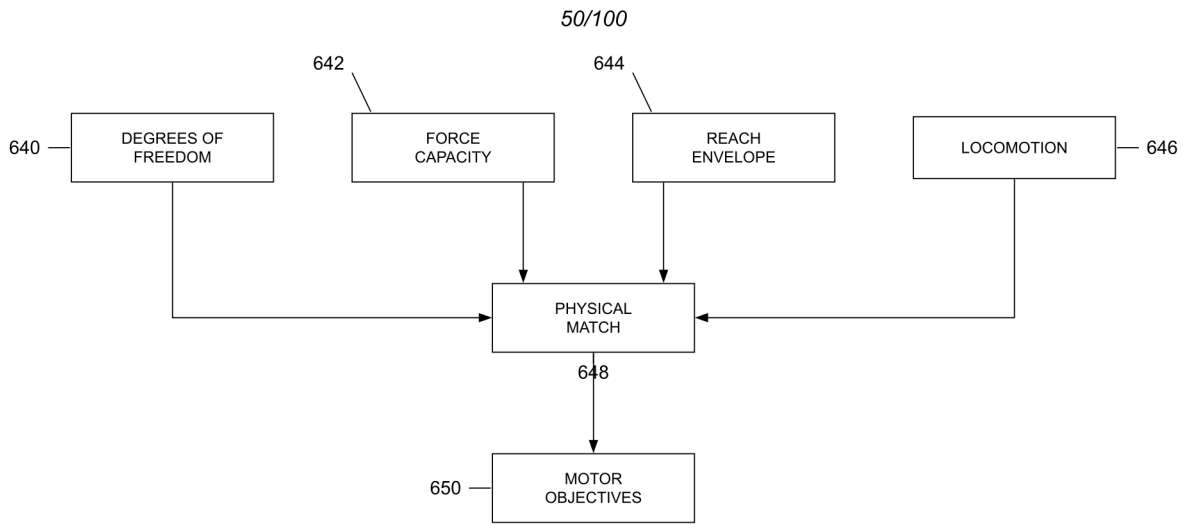 50/100
642
644
640
DEGREES OF
FREEDOM
FORCE
CAPACITY
REACH
ENVELOPE
LOCOMOTION
646
PHYSICAL
MATCH
648
650
MOTOR
OBJECTIVES